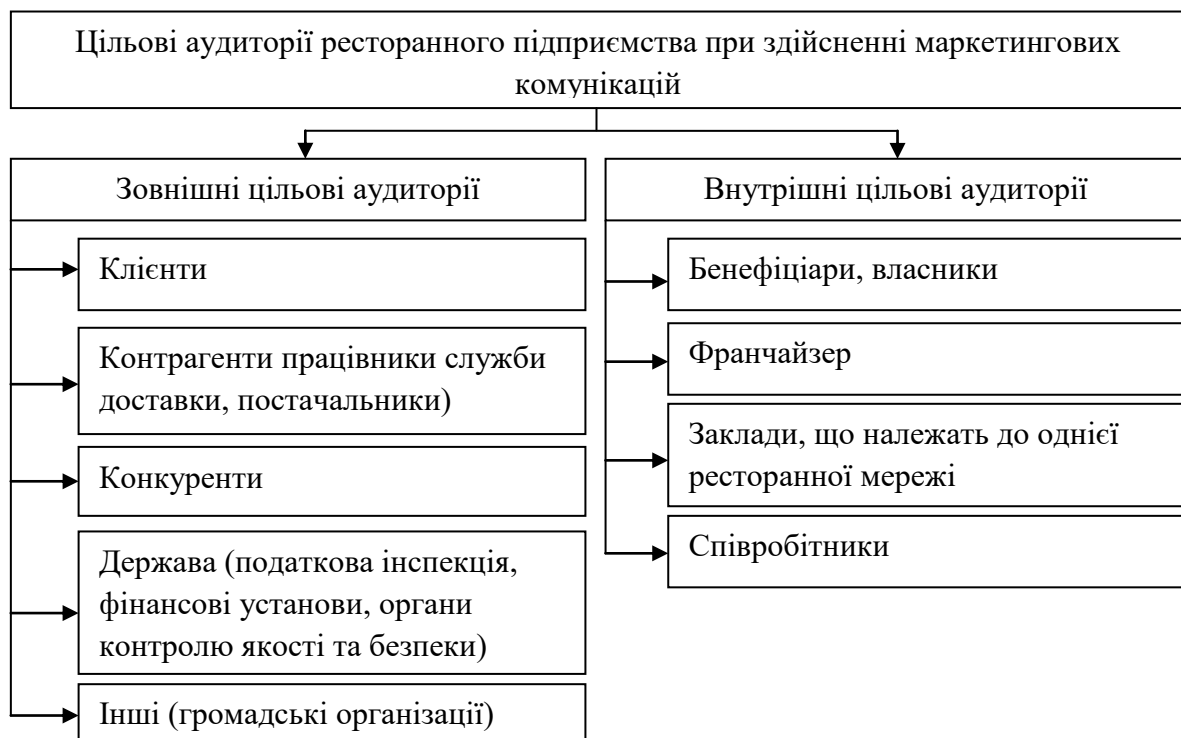 Цільові аудиторії ресторанного підприємства при здійсненні маркетингових
комунікацій
Зовнішні цільові аудиторії
Клієнти
Контрагенти працівники служби
доставки, постачальники)
Конкуренти
Держава (податкова інспекція,
фінансові установи, органи
контролю якості та безпеки)
Інші (громадські організації)
Внутрішні цільові аудиторії
Бенефіціари, власники
Франчайзер
Заклади, що належать до однієї
ресторанної мережі
Співробітники